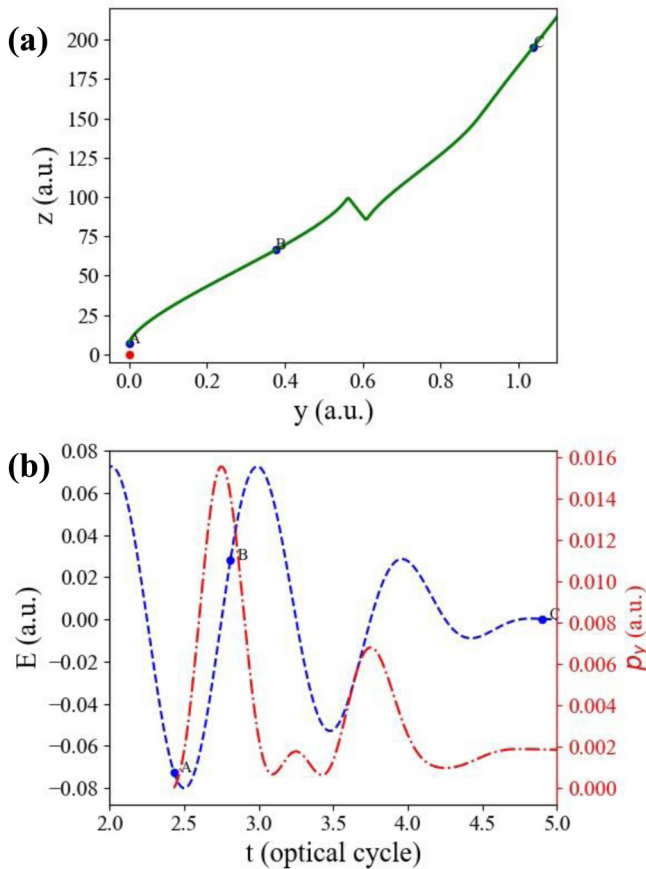 (a)
200
175
150
125
100
75
50
25
0
z (a.u.)
A
B
C
0.0 0.2 0.4 0.6 0.8 1.0
y (a.u.)
(b)
0.08
0.06
0.04
0.02
0.00
−0.02
−0.04
−0.06
−0.08
E (a.u.)
A
B
C
0.016
0.014
0.012
0.010
0.008
0.006
0.004
0.002
0.000
p_y (a.u.)
2.0 2.5 3.0 3.5 4.0 4.5 5.0
t (optical cycle)